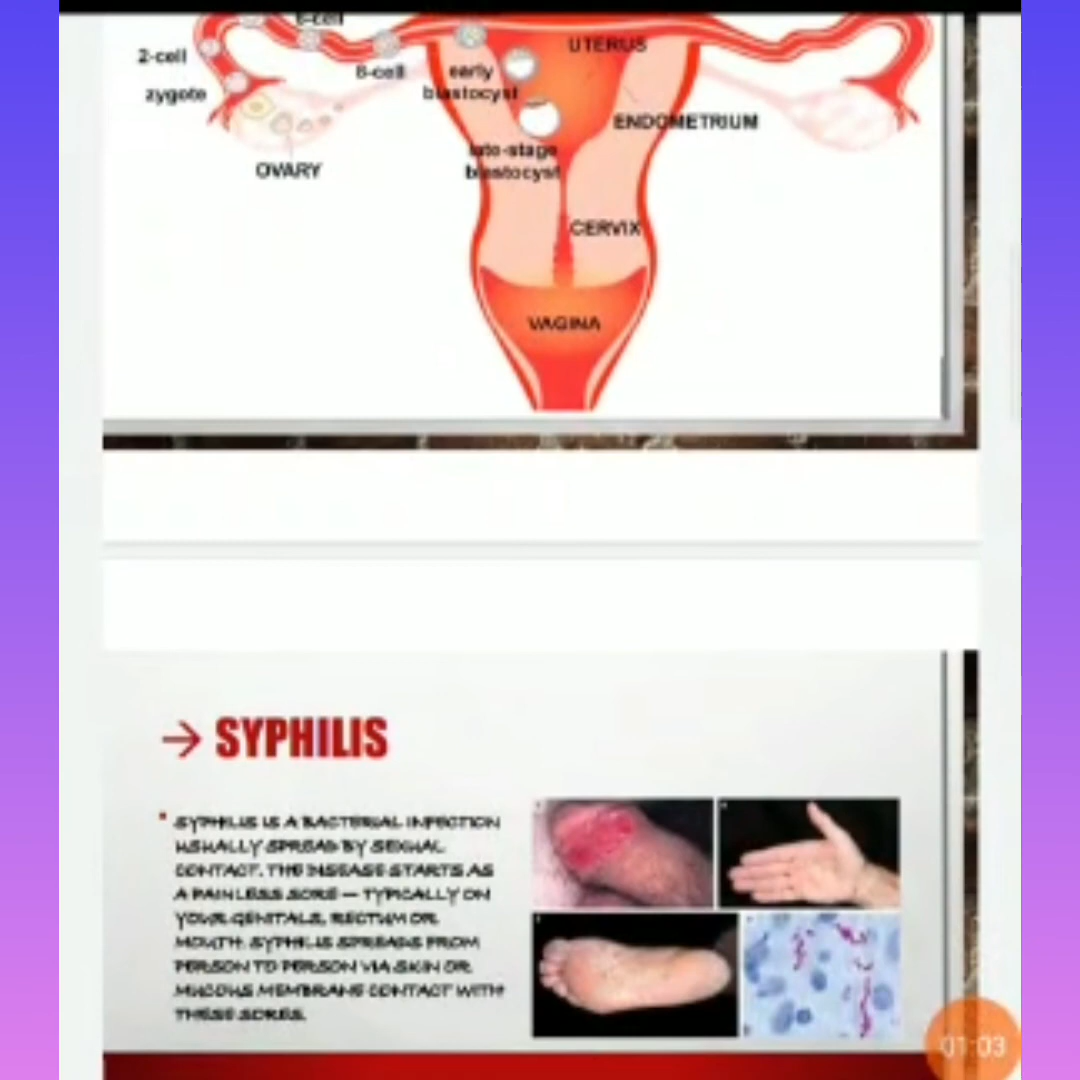 6-cell
2-cell
8-cell
zygote
early
blastocyst
UTERUS
ENDOMETRIUM
late-stage
blastocyst
OVARY
CERVIX
VAGINA
→ SYPHILIS
SYPHILIS IS A BACTERIAL INFECTION
USUALLY SPREAD BY SEXUAL
CONTACT. THE DISEASE STARTS AS
A PAINLESS SORE — TYPICALLY ON
YOUR GENITALS, RECTUM OR
MOUTH. SYPHILIS SPREADS FROM
PERSON TO PERSON VIA SKIN OR
MUCOUS MEMBRANE CONTACT WITH
THESE SORES.
01:03